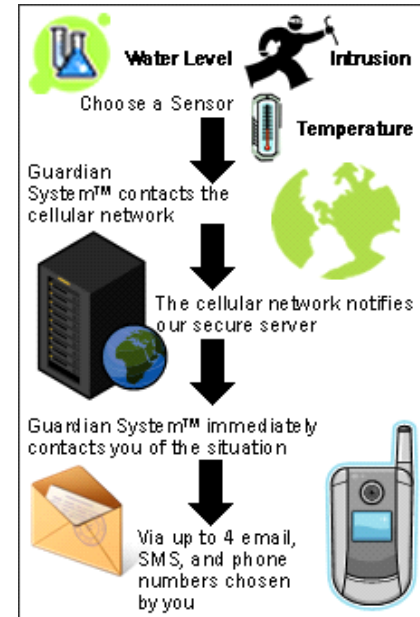 Water Level
Intrusion
Choose a Sensor
Temperature
Guardian
System™ contacts the
cellular network
The cellular network notifies
our secure server
Guardian System™ immediately
contacts you of the situation
Via up to 4 email,
SMS, and phone
numbers chosen
by you